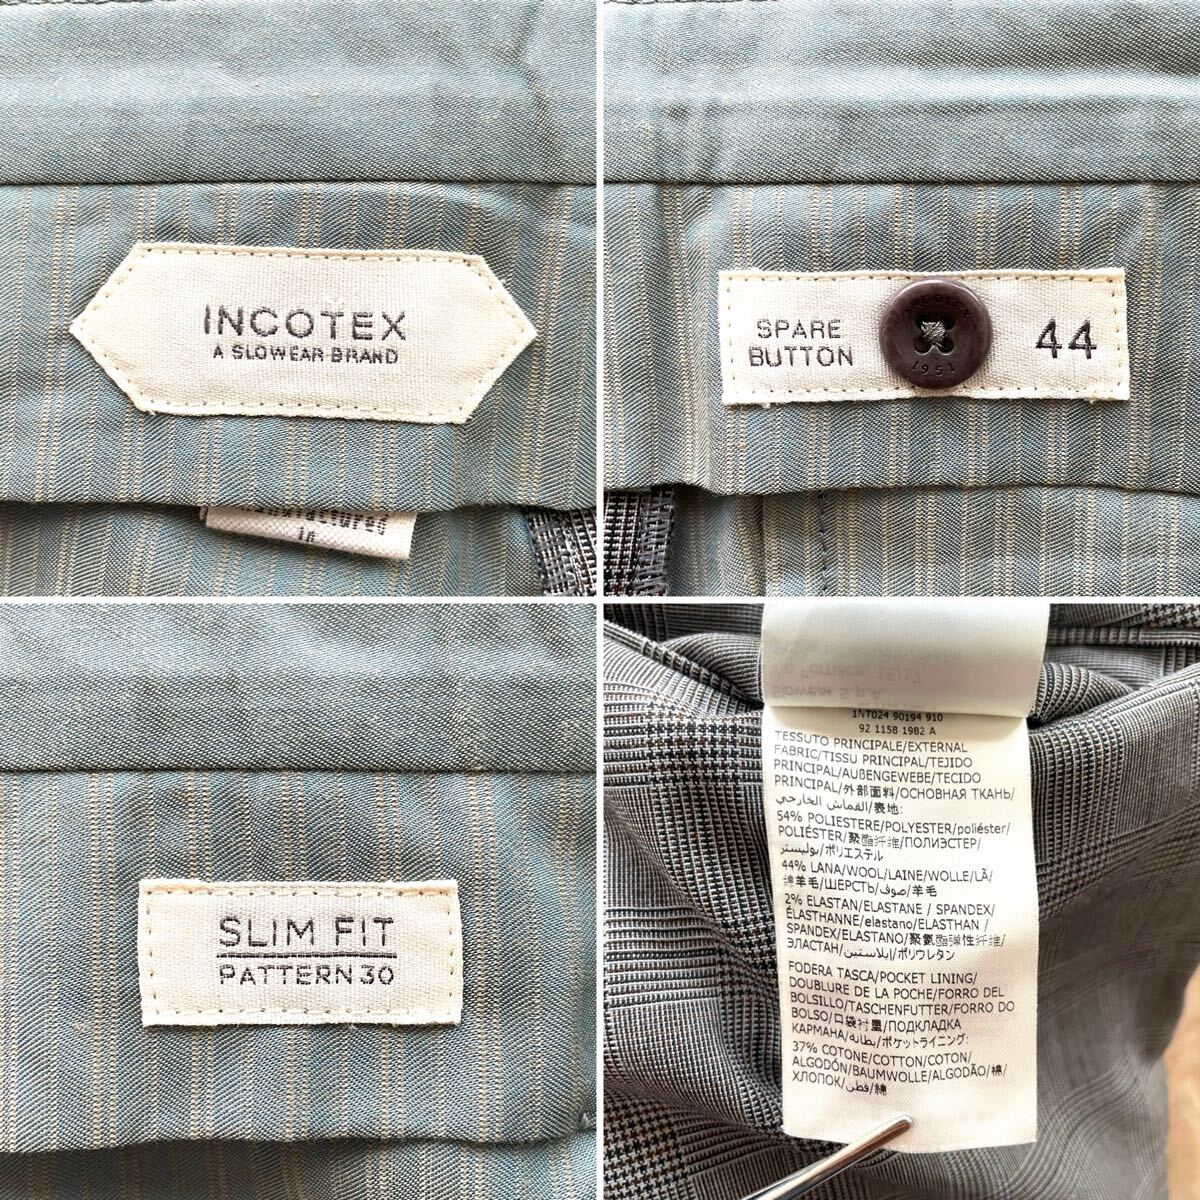 INCOTEX
A SLOWEAR BRAND
in
SPARE
BUTTON
INCOTEX
1951
44
SLIM FIT
PATTERN 30
Slowear S.p.A.
Via Fornace, 15/17
1NT024 90194 910
92 1158 1982 A
TESSUTO PRINCIPALE/EXTERNAL
FABRIC/TISSU PRINCIPAL/TEJIDO
PRINCIPAL/AUßENGEWEBE/TECIDO
PRINCIPAL/外部面料/ОСНОВНАЯ ТКАНЬ/
القماش الخارجي/表地:
54% POLIESTERE/POLYESTER/poliéster/
POLIÉSTER/聚酯纤维/ПОЛИЭСТЕР/
بوليستر/ポリエステル
44% LANA/WOOL/LAINE/WOLLE/LÃ/
绵羊毛/ШЕРСТЬ/صوف/羊毛
2% ELASTAN/ELASTANE / SPANDEX/
ÉLASTHANNE/elastano/ELASTHAN /
SPANDEX/ELASTANO/聚氨酯弹性纤维/
ЭЛАСТАН/إيلاستين/ポリウレタン
FODERA TASCA/POCKET LINING/
DOUBLURE DE LA POCHE/FORRO DEL
BOLSILLO/TASCHENFUTTER/FORRO DO
BOLSO/口袋衬里/ПОДКЛАДКА
КАРМАНА/بطانة/ポケットライニング:
37% COTONE/COTTON/COTON/
ALGODÓN/BAUMWOLLE/ALGODÃO/棉/
ХЛОПОК/قطن/綿